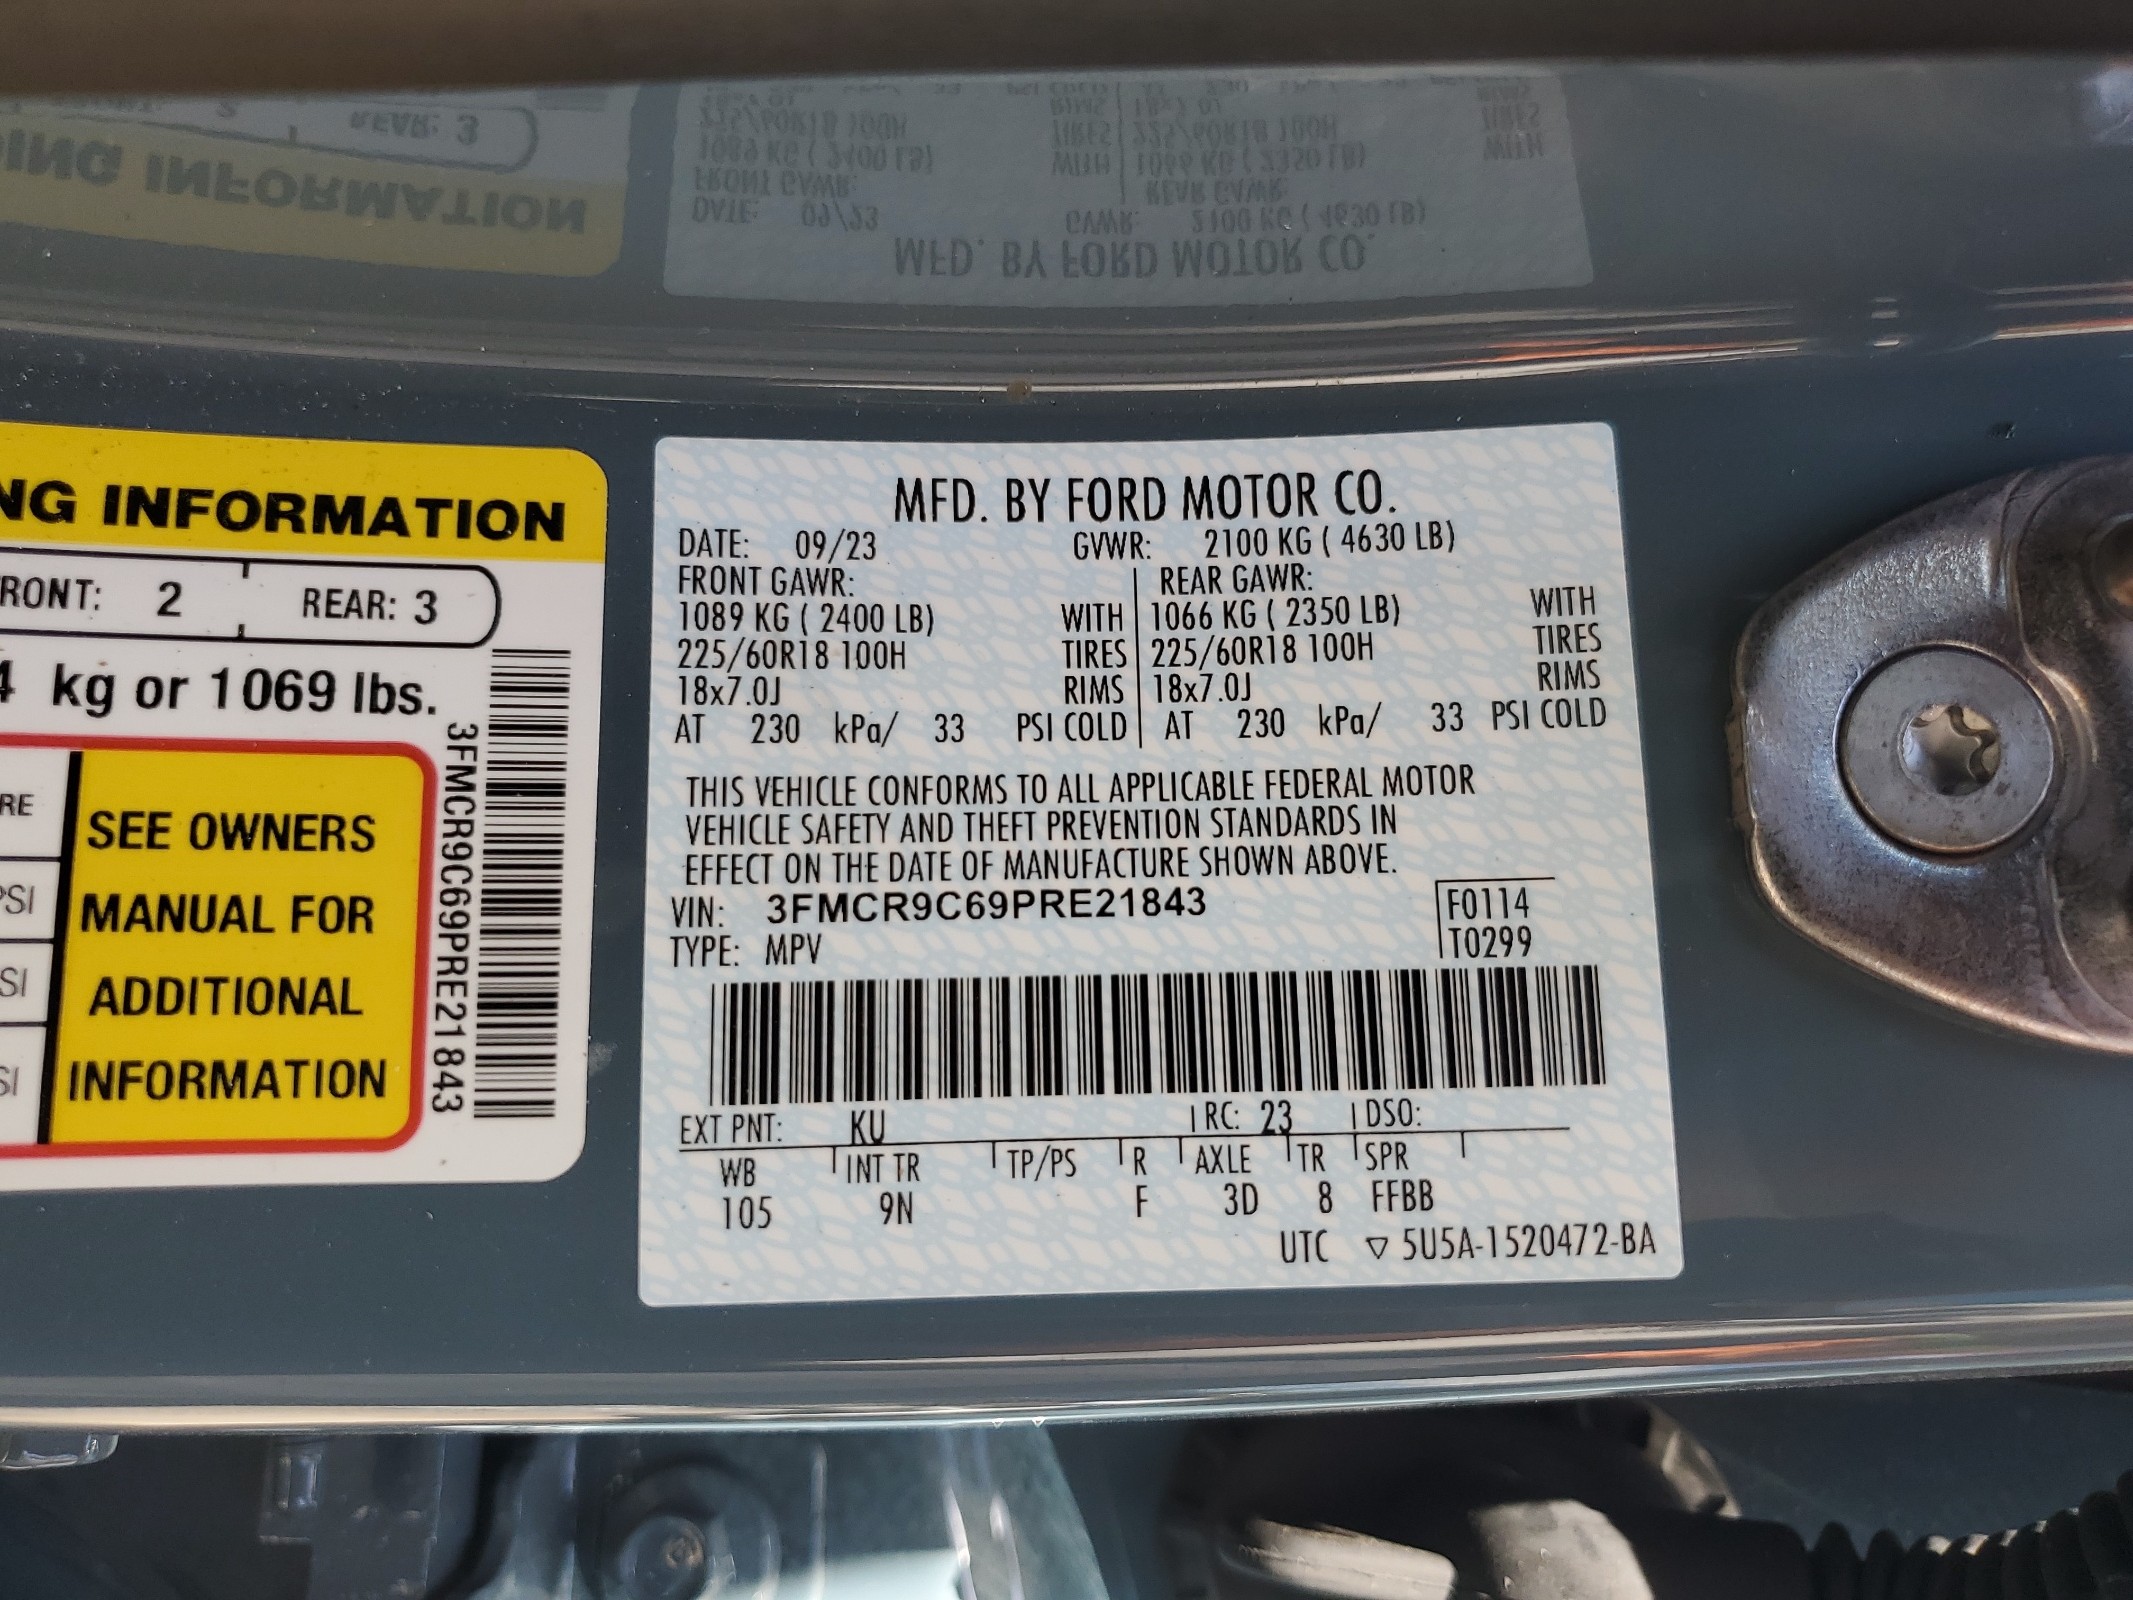 NG INFORMATION
RONT: 2 REAR: 3
4 kg or 1069 lbs.
RE
PSI
SI
SI
SEE OWNERS
MANUAL FOR
ADDITIONAL
INFORMATION
3FMCR9C69PRE21843
MFD. BY FORD MOTOR CO.
DATE: 09/23 GVWR: 2100 KG ( 4630 LB)
FRONT GAWR: REAR GAWR:
1089 KG ( 2400 LB) WITH 1066 KG ( 2350 LB) WITH
225/60R18 100H TIRES 225/60R18 100H TIRES
18x7.0J RIMS 18x7.0J RIMS
AT 230 kPa/ 33 PSI COLD AT 230 kPa/ 33 PSI COLD
THIS VEHICLE CONFORMS TO ALL APPLICABLE FEDERAL MOTOR
VEHICLE SAFETY AND THEFT PREVENTION STANDARDS IN
EFFECT ON THE DATE OF MANUFACTURE SHOWN ABOVE.
VIN: 3FMCR9C69PRE21843 F0114
TYPE: MPV T0299
EXT PNT: KU RC: 23 DSO:
WB INT TR TP/PS R AXLE TR SPR
105 9N F 3D 8 FFBB
UTC ▽ 5U5A-1520472-BA